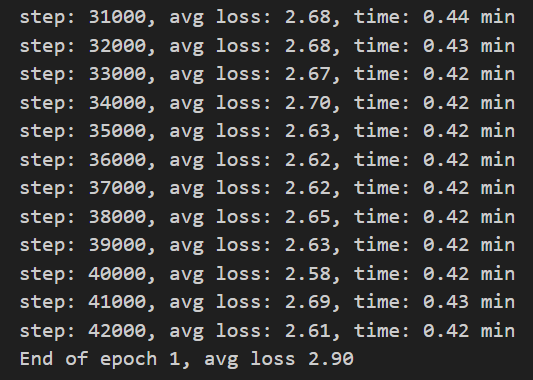 step: 31000, avg loss: 2.68, time: 0.44 min
step: 32000, avg loss: 2.68, time: 0.43 min
step: 33000, avg loss: 2.67, time: 0.42 min
step: 34000, avg loss: 2.70, time: 0.42 min
step: 35000, avg loss: 2.63, time: 0.42 min
step: 36000, avg loss: 2.62, time: 0.42 min
step: 37000, avg loss: 2.62, time: 0.42 min
step: 38000, avg loss: 2.65, time: 0.42 min
step: 39000, avg loss: 2.63, time: 0.42 min
step: 40000, avg loss: 2.58, time: 0.42 min
step: 41000, avg loss: 2.69, time: 0.43 min
step: 42000, avg loss: 2.61, time: 0.42 min
End of epoch 1, avg loss 2.90